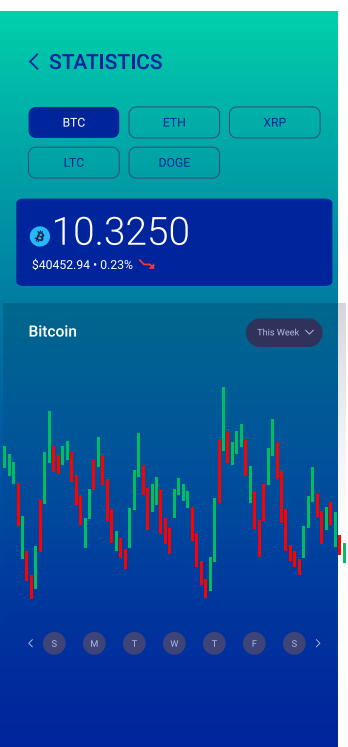 STATISTICS
BTC ETH XRP
LTC DOGE
10.3250
$40452.94 • 0.23%
Bitcoin This Week
S M T W T F S